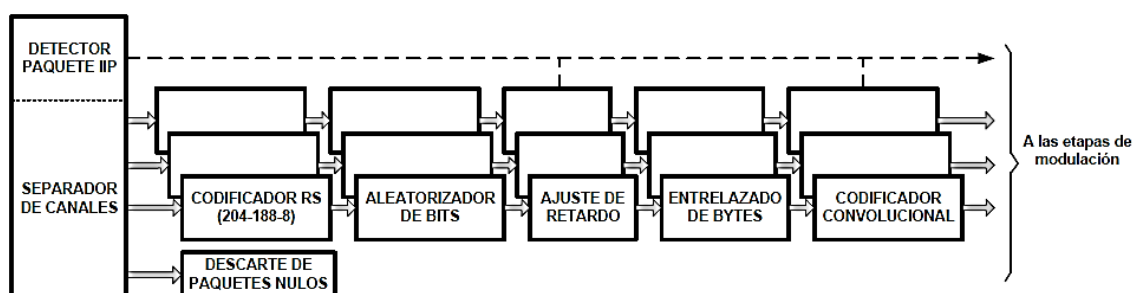 DETECTOR
PAQUETE IIP
SEPARADOR
DE CANALES
CODIFICADOR RS
(204-188-8)
ALEATORIZADOR
DE BITS
AJUSTE DE
RETARDO
ENTRELAZADO
DE BYTES
CODIFICADOR
CONVOLUCIONAL
DESCARTE DE
PAQUETES NULOS
A las etapas de
modulación